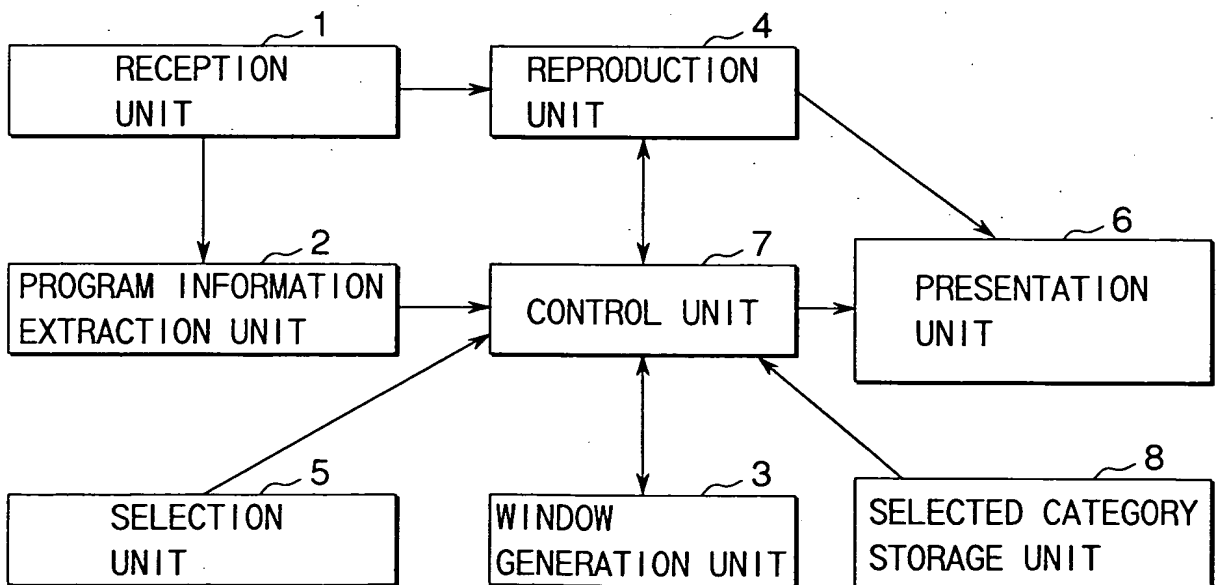 1
RECEPTION
UNIT
4
REPRODUCTION
UNIT
2
PROGRAM INFORMATION
EXTRACTION UNIT
7
CONTROL UNIT
6
PRESENTATION
UNIT
5
SELECTION
UNIT
3
WINDOW
GENERATION UNIT
8
SELECTED CATEGORY
STORAGE UNIT